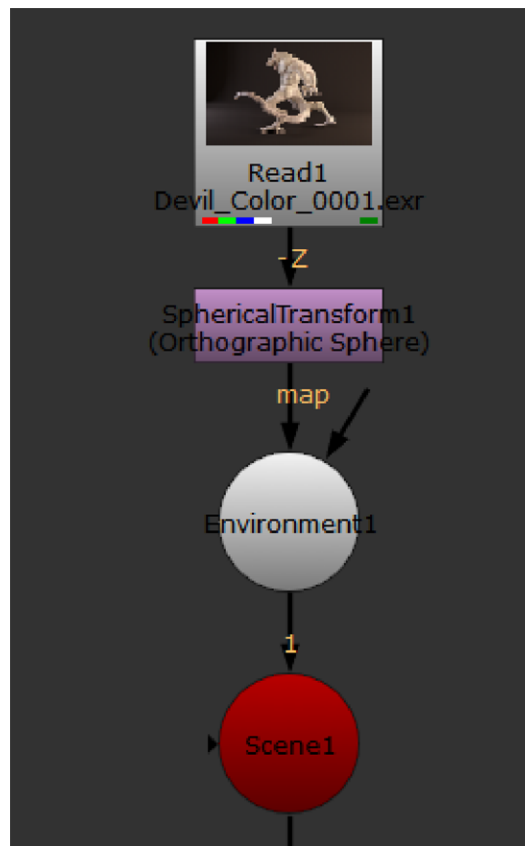 Read1
Devil_Color_0001.exr
-Z
SphericalTransform1
(Orthographic Sphere)
map
Environment1
1
Scene1